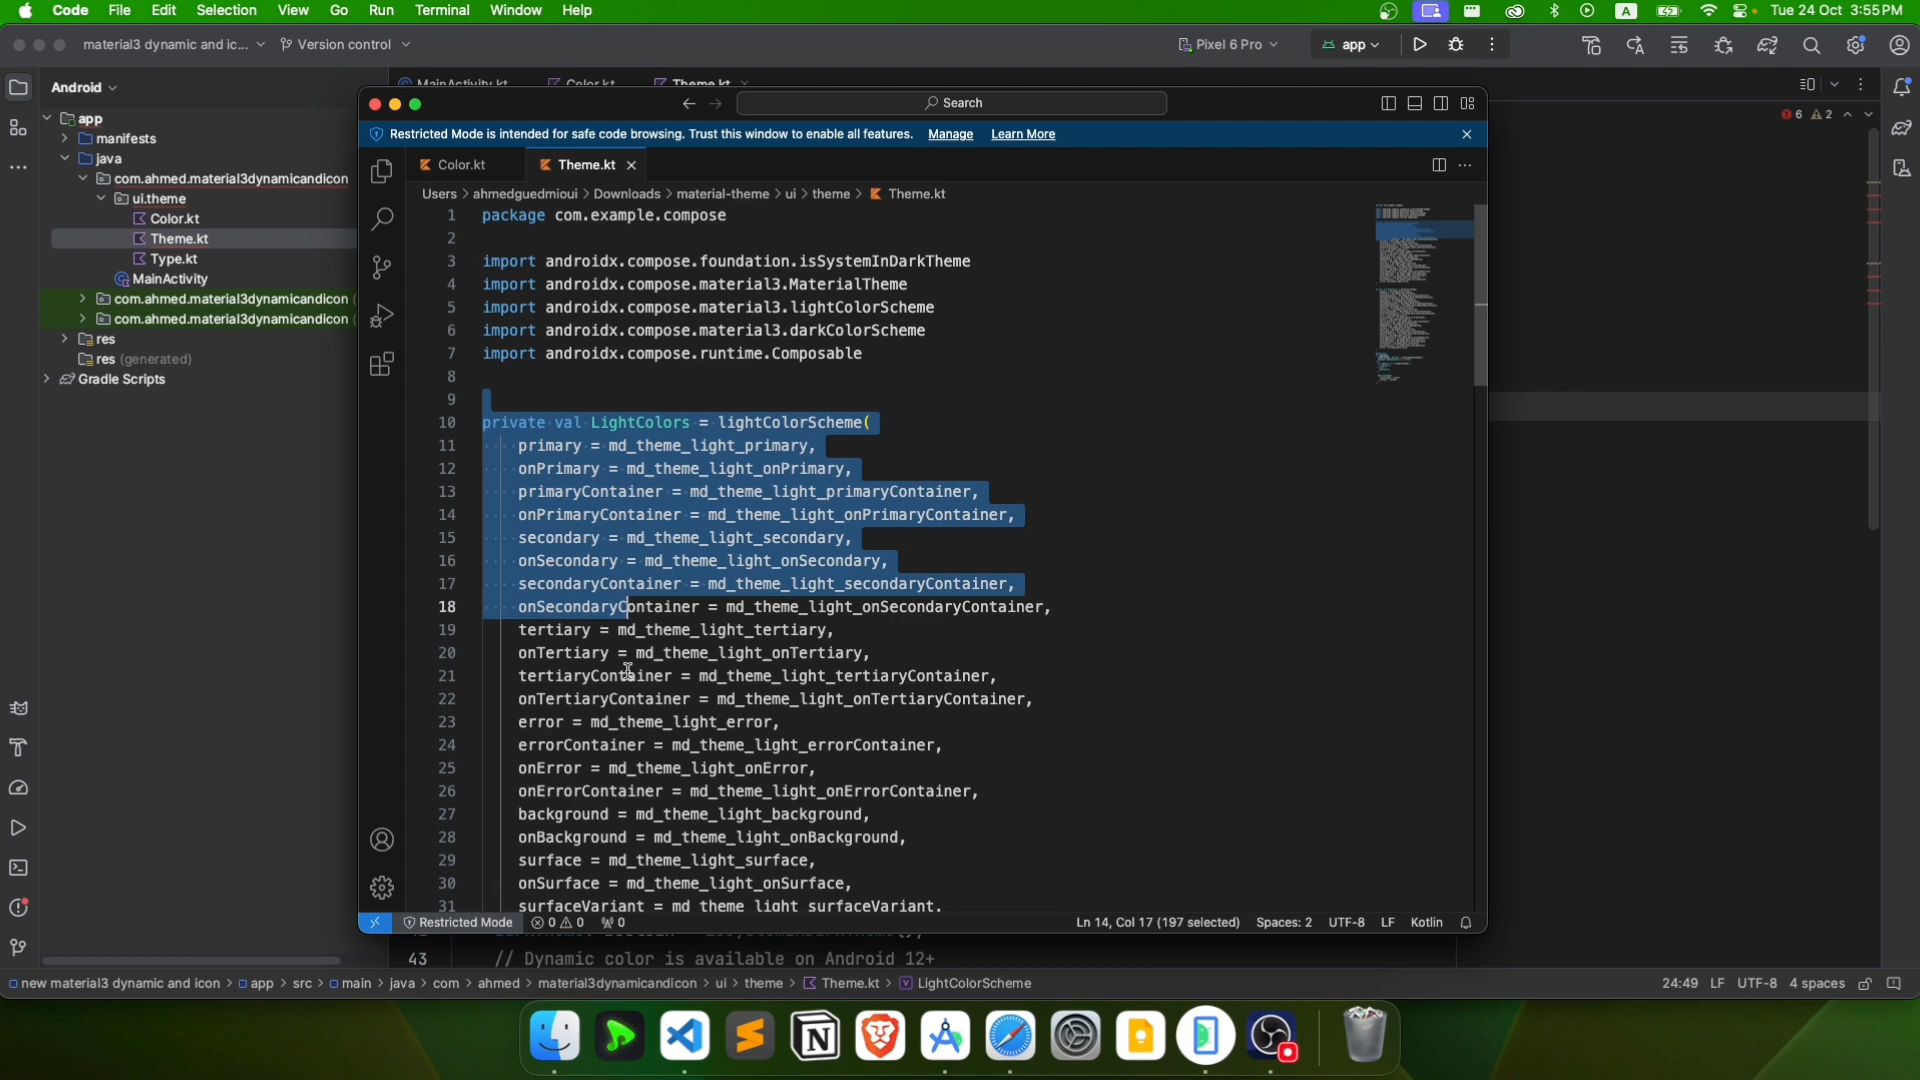 Code File Edit Selection View Go Run Terminal Window Help
A
Tue 24 Oct 3:55 PM
material3 dynamic and ic...
Version control
Pixel 6 Pro
app
Android
MainActivity.kt
Color.kt
Theme.kt
6 2
app
manifests
java
com.ahmed.material3dynamicandicon
ui.theme
Color.kt
Theme.kt
Type.kt
MainActivity
com.ahmed.material3dynamicandicon
com.ahmed.material3dynamicandicon
res
res (generated)
Gradle Scripts
Search
Restricted Mode is intended for safe code browsing. Trust this window to enable all features. Manage Learn More
Color.kt
Theme.kt
Users > ahmedguedmioui > Downloads > material-theme > ui > theme > Theme.kt
1 package com.example.compose
2
3 import androidx.compose.foundation.isSystemInDarkTheme
4 import androidx.compose.material3.MaterialTheme
5 import androidx.compose.material3.lightColorScheme
6 import androidx.compose.material3.darkColorScheme
7 import androidx.compose.runtime.Composable
8
9
10 private val LightColors = lightColorScheme(
11 primary = md_theme_light_primary,
12 onPrimary = md_theme_light_onPrimary,
13 primaryContainer = md_theme_light_primaryContainer,
14 onPrimaryContainer = md_theme_light_onPrimaryContainer,
15 secondary = md_theme_light_secondary,
16 onSecondary = md_theme_light_onSecondary,
17 secondaryContainer = md_theme_light_secondaryContainer,
18 onSecondaryContainer = md_theme_light_onSecondaryContainer,
19 tertiary = md_theme_light_tertiary,
20 onTertiary = md_theme_light_onTertiary,
21 tertiaryContainer = md_theme_light_tertiaryContainer,
22 onTertiaryContainer = md_theme_light_onTertiaryContainer,
23 error = md_theme_light_error,
24 errorContainer = md_theme_light_errorContainer,
25 onError = md_theme_light_onError,
26 onErrorContainer = md_theme_light_onErrorContainer,
27 background = md_theme_light_background,
28 onBackground = md_theme_light_onBackground,
29 surface = md_theme_light_surface,
30 onSurface = md_theme_light_onSurface,
31 surfaceVariant = md_theme_light_surfaceVariant,
Restricted Mode 0 0 0
Ln 14, Col 17 (197 selected) Spaces: 2 UTF-8 LF Kotlin
43 // Dynamic color is available on Android 12+
new material3 dynamic and icon > app > src > main > java > com > ahmed > material3dynamicandicon > ui > theme > Theme.kt > LightColorScheme
24:49 LF UTF-8 4 spaces